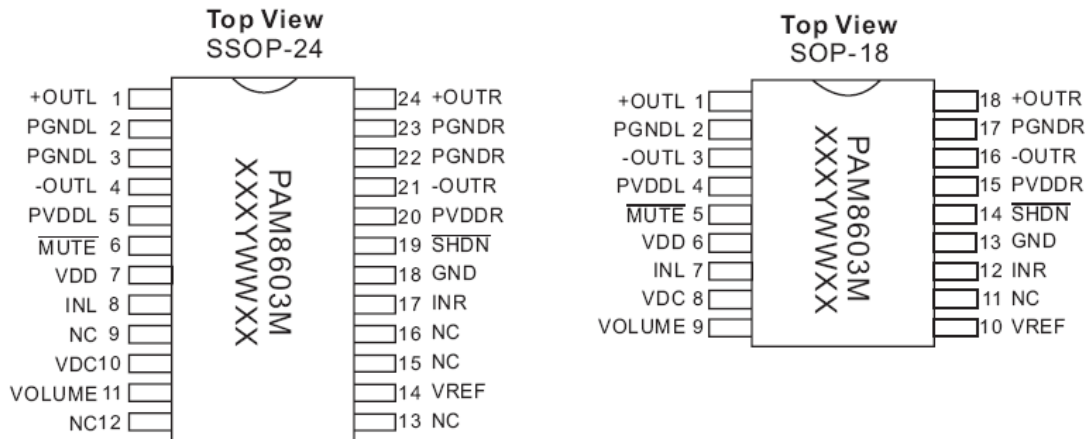 Top View
SSOP-24
+OUTL 1
PGNDL 2
PGNDL 3
-OUTL 4
PVDDL 5
MUTE 6
VDD 7
INL 8
NC 9
VDC10
VOLUME 11
NC12
PAM8603M
XXXYWWXX
24 +OUTR
23 PGNDR
22 PGNDR
21 -OUTR
20 PVDDR
19 SHDN
18 GND
17 INR
16 NC
15 NC
14 VREF
13 NC
Top View
SOP-18
+OUTL 1
PGNDL 2
-OUTL 3
PVDDL 4
MUTE 5
VDD 6
INL 7
VDC 8
VOLUME 9
PAM8603M
XXXYWWXX
18 +OUTR
17 PGNDR
16 -OUTR
15 PVDDR
14 SHDN
13 GND
12 INR
11 NC
10 VREF